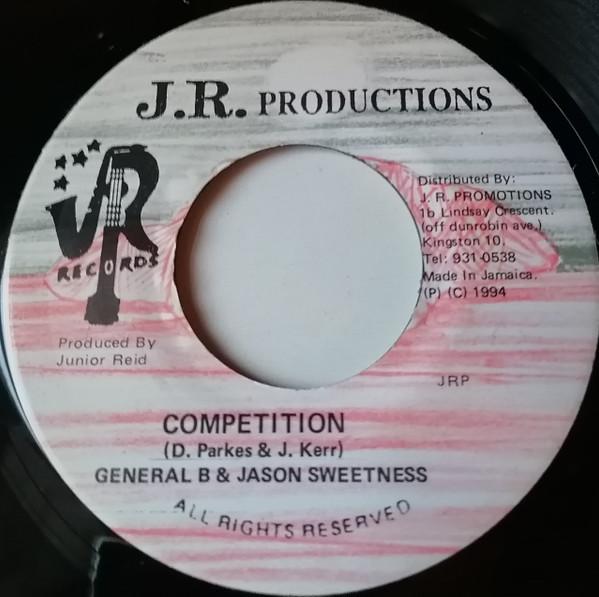 J.R. PRODUCTIONS
JR
RECORDS
Distributed By:
J. R. PROMOTIONS
1b Lindsay Crescent.
(off dunrobin ave.)
Kingston 10.
Tel: 931-0538
Made In Jamaica.
(P) (C) 1994
Produced By
Junior Reid
JRP
COMPETITION
(D. Parkes & J. Kerr)
GENERAL B & JASON SWEETNESS
ALL RIGHTS RESERVED